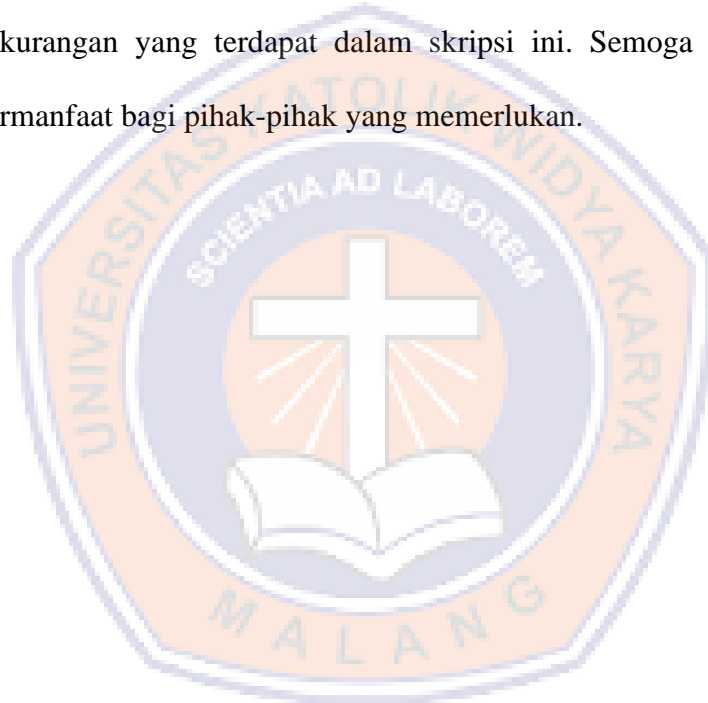 kurangan yang terdapat dalam skripsi ini. Semoga
rmanfaat bagi pihak-pihak yang memerlukan.
UNIVERSITAS KATOLIK WIDYA KARYA
SCIENTIA AD LABOREM
MALANG